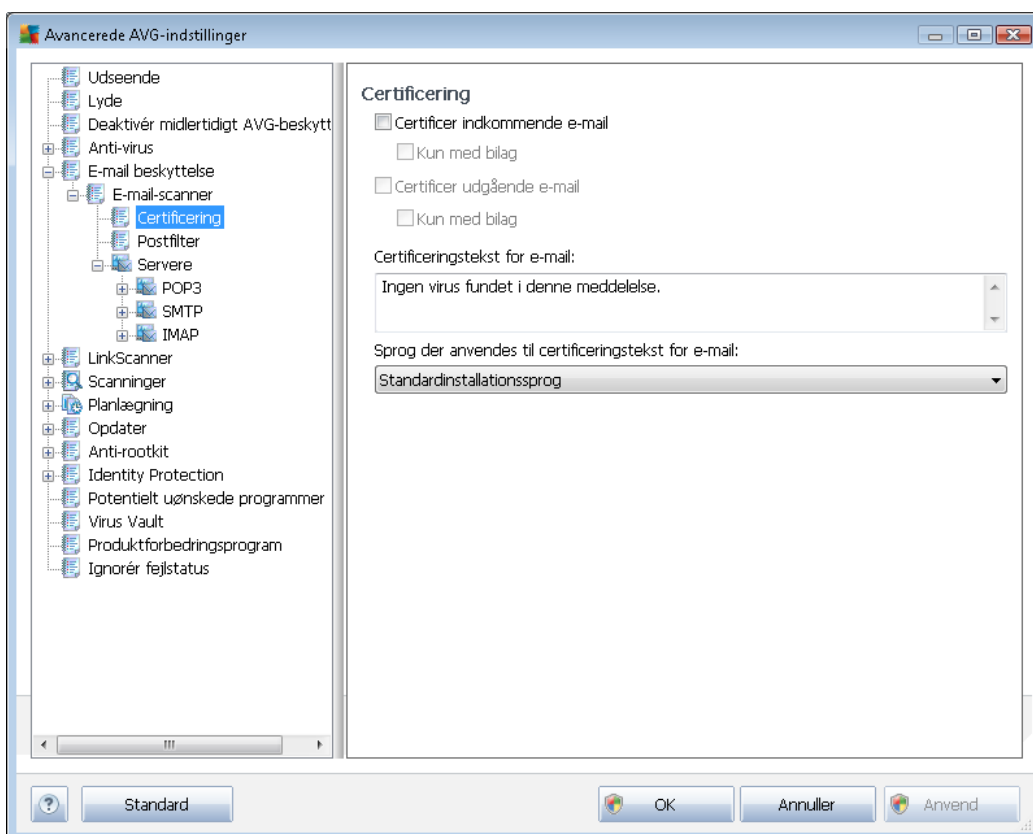 Avancerede AVG-indstillinger
Udseende
Lyde
Deaktivér midlertidigt AVG-beskytt
Anti-virus
E-mail beskyttelse
E-mail-scanner
Certificering
Postfilter
Servere
POP3
SMTP
IMAP
LinkScanner
Scanninger
Planlægning
Opdater
Anti-rootkit
Identity Protection
Potentielt uønskede programmer
Virus Vault
Produktforbedringsprogram
Ignorér fejlstatus
Certificering
Certificer indkommende e-mail
Kun med bilag
Certificer udgående e-mail
Kun med bilag
Certificeringstekst for e-mail:
Ingen virus fundet i denne meddelelse.
Sprog der anvendes til certificeringstekst for e-mail:
Standardinstallationssprog
Standard
OK
Annuller
Anvend